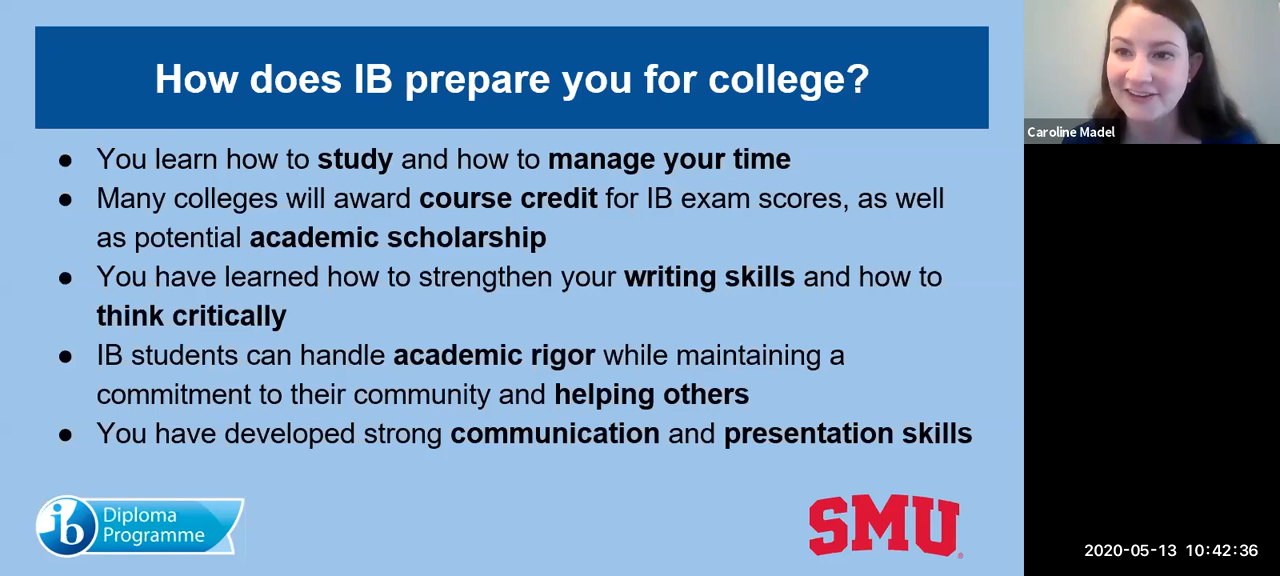 How does IB prepare you for college?
● You learn how to study and how to manage your time
● Many colleges will award course credit for IB exam scores, as well
as potential academic scholarship
● You have learned how to strengthen your writing skills and how to
think critically
● IB students can handle academic rigor while maintaining a
commitment to their community and helping others
● You have developed strong communication and presentation skills
ib Diploma
Programme
SMU
Caroline Madel
2020-05-13 10:42:36